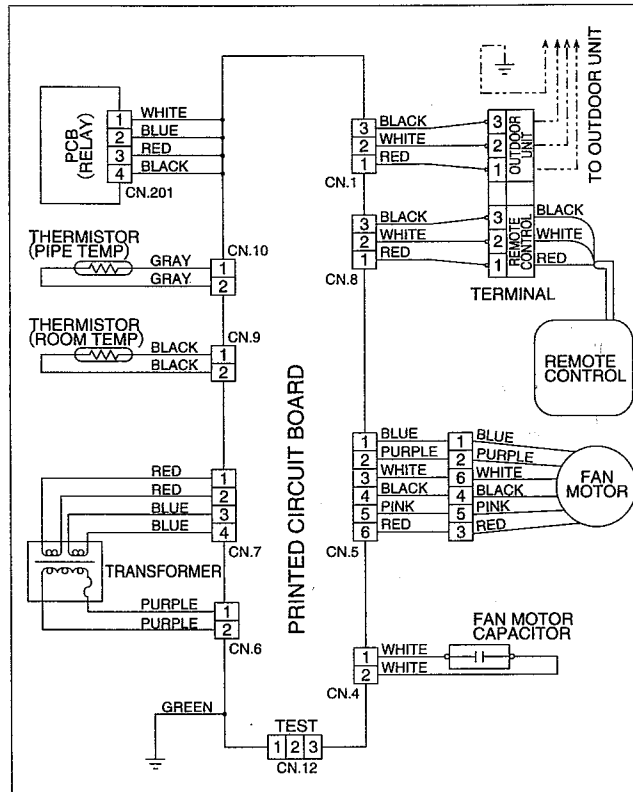 PCB
(RELAY)
1 WHITE
2 BLUE
3 RED
4 BLACK
CN.201
THERMISTOR
(PIPE TEMP)
CN.10
GRAY 1
GRAY 2
THERMISTOR
(ROOM TEMP)
CN.9
BLACK 1
BLACK 2
RED 1
RED 2
BLUE 3
BLUE 4
CN.7
TRANSFORMER
PURPLE 1
PURPLE 2
CN.6
GREEN
TEST
1 2 3
CN.12
PRINTED CIRCUIT BOARD
3 BLACK 3
2 WHITE 2
1 RED 1
CN.1
OUTDOOR
UNIT
TO OUTDOOR UNIT
3 BLACK 3 BLACK
2 WHITE 2 WHITE
1 RED 1 RED
CN.8
REMOTE
CONTROL
TERMINAL
REMOTE
CONTROL
1 BLUE 1 BLUE
2 PURPLE 2 PURPLE
3 WHITE 6 WHITE
4 BLACK 4 BLACK
5 PINK 5 PINK
6 RED 3 RED
CN.5
FAN
MOTOR
FAN MOTOR
CAPACITOR
1 WHITE
2 WHITE
CN.4